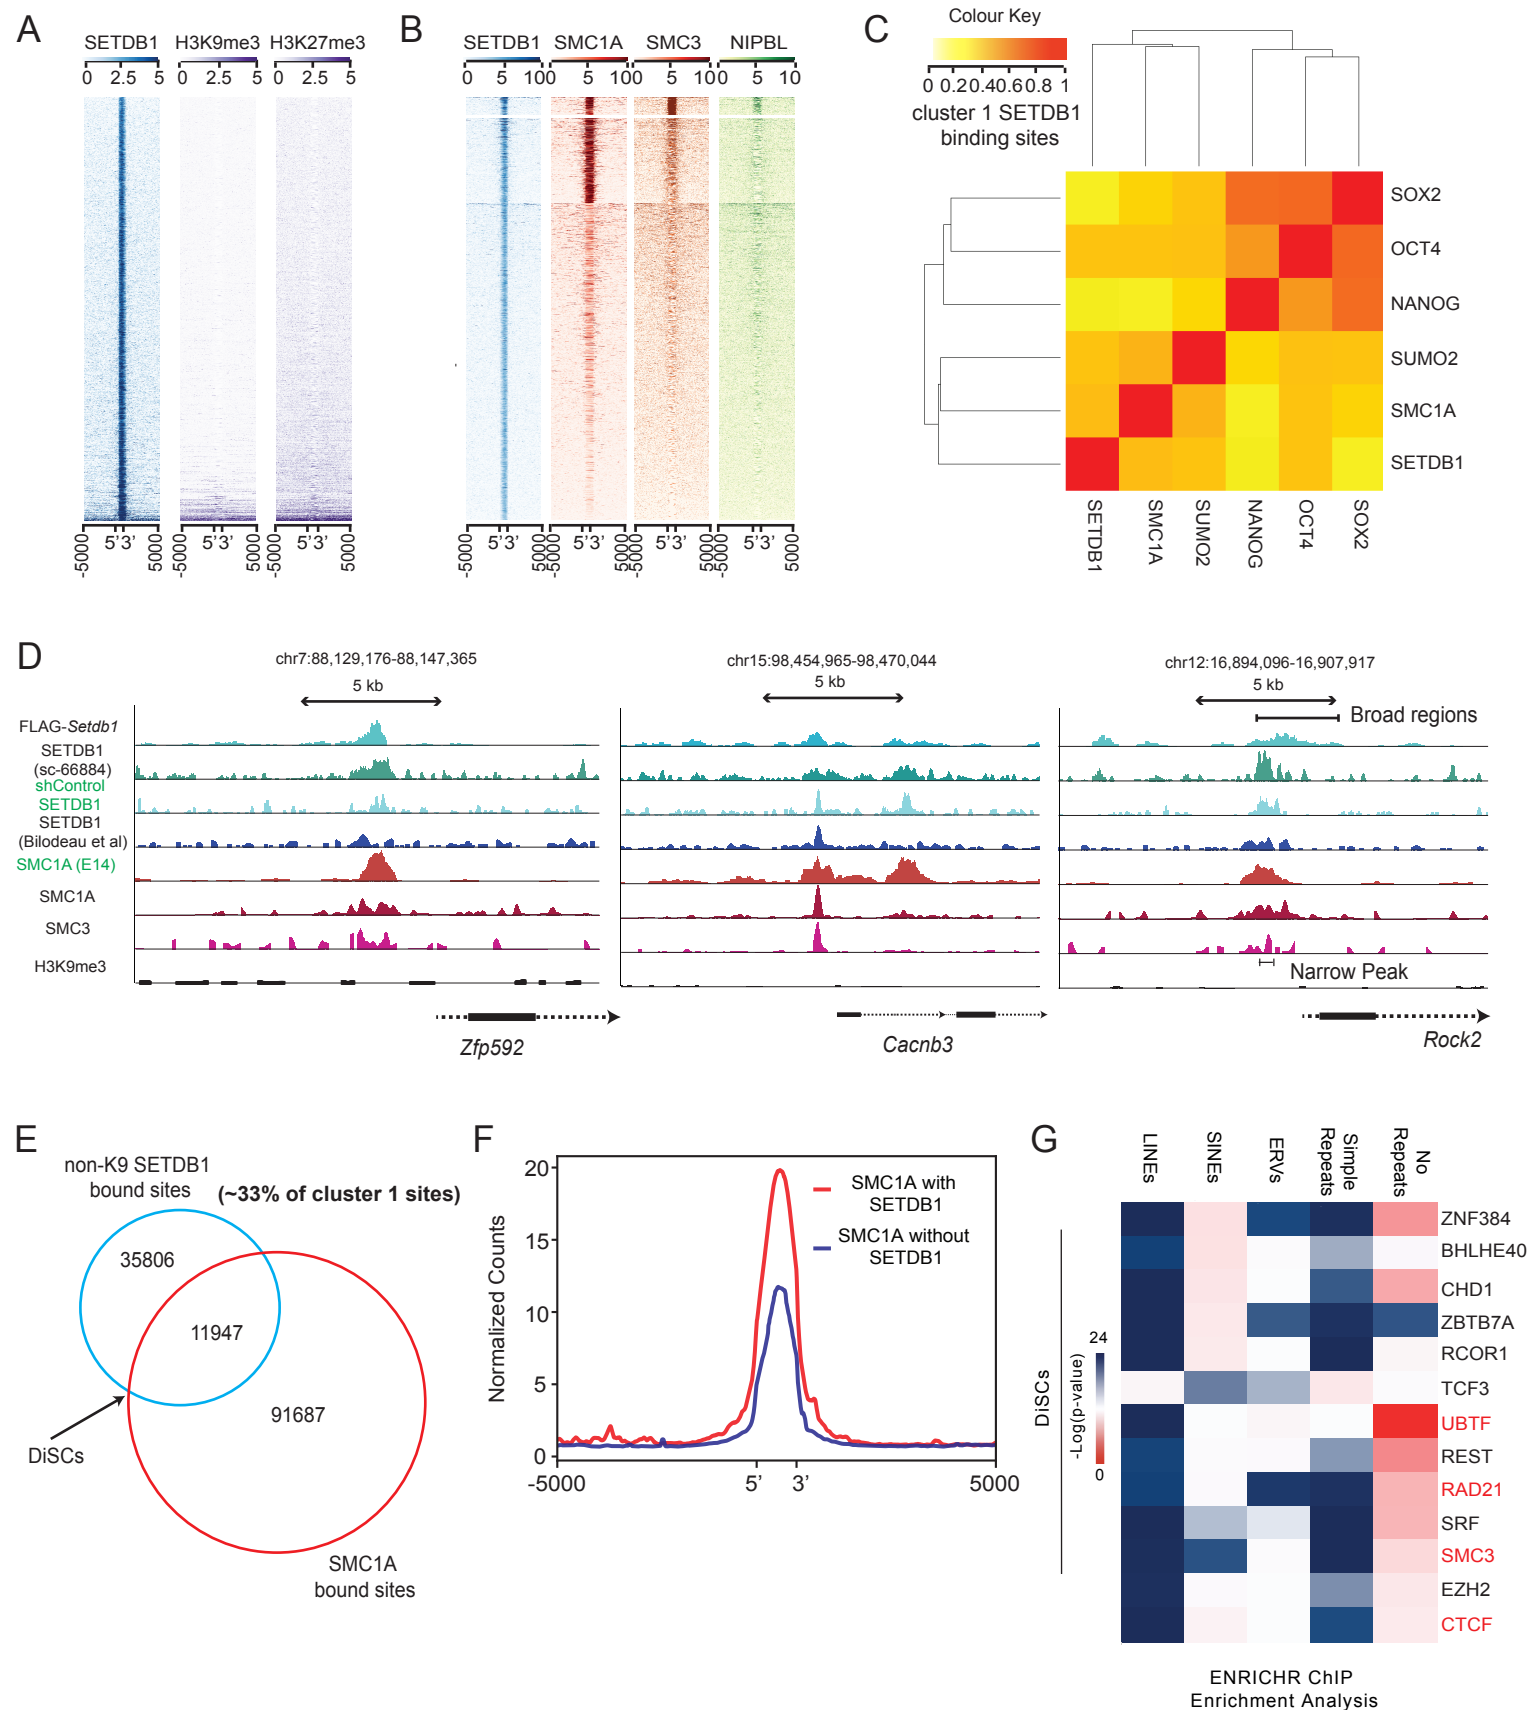 A
SETDB1 H3K9me3 H3K27me3
0 2.5 5 0 2.5 5 0 2.5 5
-5000 5'3' 5000 -5000 5'3' 5000 -5000 5'3' 5000
B
SETDB1 SMC1A SMC3 NIPBL
0 5 10 0 5 10 0 5 10 0 5 10
-5000 5'3' 5000 -5000 5'3' 5000 -5000 5'3' 5000 -5000 5'3' 5000
C
Colour Key
0 0.2 0.4 0.6 0.8 1
cluster 1 SETDB1
binding sites
SOX2
OCT4
NANOG
SUMO2
SMC1A
SETDB1
SETDB1 SMC1A SUMO2 NANOG OCT4 SOX2
D
chr7:88,129,176-88,147,365
5 kb
chr15:98,454,965-98,470,044
5 kb
chr12:16,894,096-16,907,917
5 kb
Broad regions
FLAG-Setdb1
SETDB1
(sc-66884)
shControl
SETDB1
SETDB1
(Bilodeau et al)
SMC1A (E14)
SMC1A
SMC3
H3K9me3
Narrow Peak
Zfp592
Cacnb3
Rock2
E
non-K9 SETDB1
bound sites
(~33% of cluster 1 sites)
35806
11947
91687
DiSCs
SMC1A
bound sites
F
Normalized Counts
20
15
10
5
0
-5000 5' 3' 5000
SMC1A with
SETDB1
SMC1A without
SETDB1
G
LINEs
SINEs
ERVs
Simple
Repeats
No
Repeats
DiSCs
24
-Log(p-value)
0
ZNF384
BHLHE40
CHD1
ZBTB7A
RCOR1
TCF3
UBTF
REST
RAD21
SRF
SMC3
EZH2
CTCF
ENRICHR ChIP
Enrichment Analysis